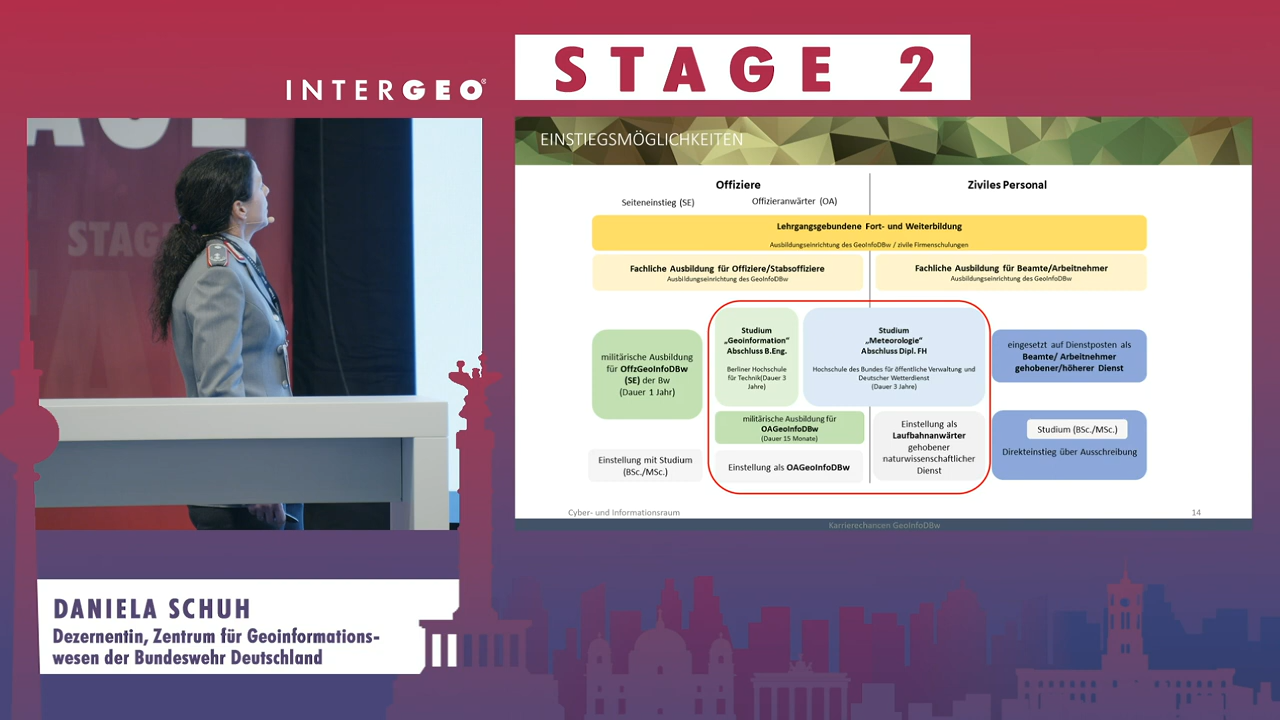 STAGE 2
INTERGEO®
AGE
STAGE
EINSTIEGSMÖGLICHKEITEN
Offiziere
Ziviles Personal
Seiteneinstieg (SE)
Offizieranwärter (OA)
Lehrgangsgebundene Fort- und Weiterbildung
Ausbildungseinrichtung des GeoInfoDBw / zivile Firmenschulungen
Fachliche Ausbildung für Offiziere/Stabsoffiziere
Ausbildungseinrichtung des GeoInfoDBw
Fachliche Ausbildung für Beamte/Arbeitnehmer
Ausbildungseinrichtung des GeoInfoDBw
militärische Ausbildung
für OffzGeoInfoDBw
(SE) der Bw
(Dauer 1 Jahr)
Studium
„Geoinformation“
Abschluss B.Eng.
Berliner Hochschule
für Technik(Dauer 3
Jahre)
Studium
„Meteorologie“
Abschluss Dipl. FH
Hochschule des Bundes für öffentliche Verwaltung und
Deutscher Wetterdienst
(Dauer 3 Jahre)
eingesetzt auf Dienstposten als
Beamte/ Arbeitnehmer
gehobener/höherer Dienst
militärische Ausbildung für
OAGeoInfoDBw
(Dauer 15 Monate)
Einstellung als
Laufbahnanwärter
gehobener
naturwissenschaftlicher
Dienst
Studium (BSc./MSc.)
Direkteinstieg über Ausschreibung
Einstellung mit Studium
(BSc./MSc.)
Einstellung als OAGeoInfoDBw
Cyber- und Informationsraum
14
Karrierechancen GeoInfoDBw
DANIELA SCHUH
Dezernentin, Zentrum für Geoinformations-
wesen der Bundeswehr Deutschland